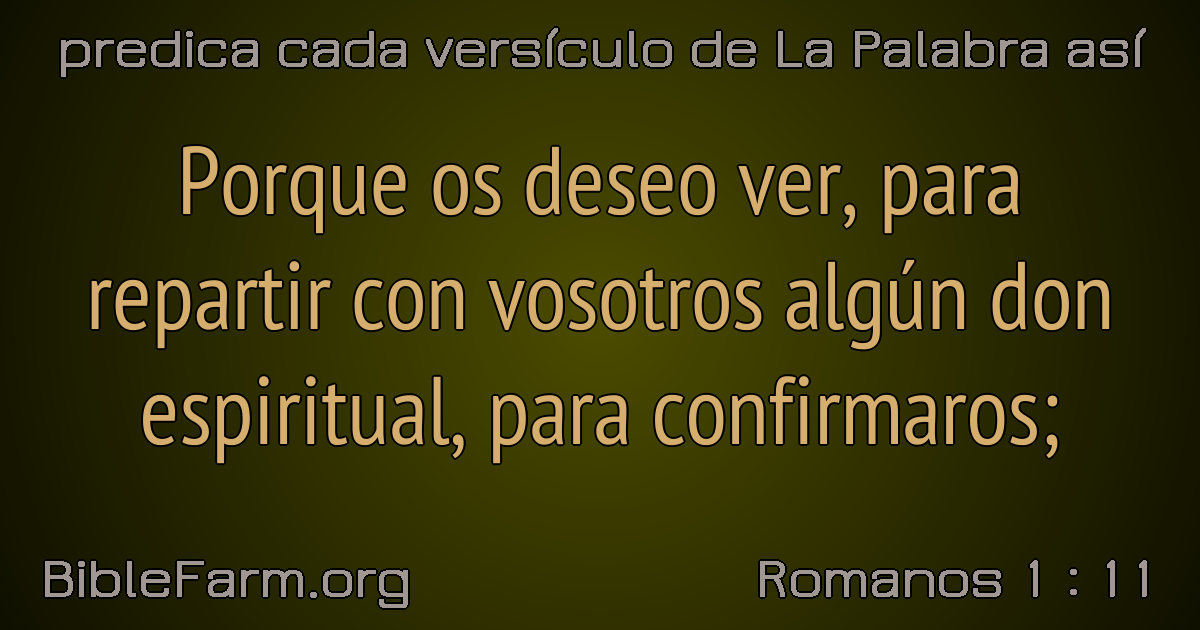 predica cada versículo de La Palabra así
Porque os deseo ver, para
repartir con vosotros algún don
espiritual, para confirmaros;
BibleFarm.org
Romanos 1 : 11